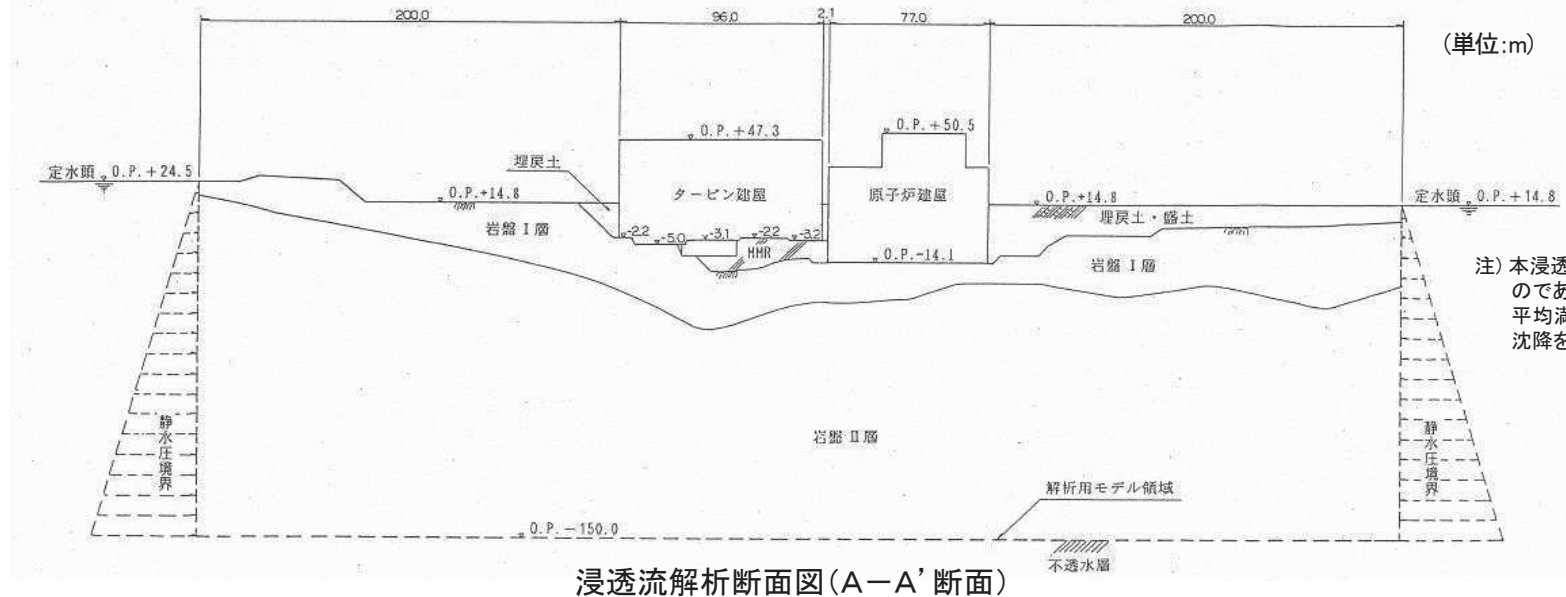 200.0 96.0 2.1 77.0 200.0
(単位:m)
O.P.+47.3
O.P.+50.5
埋戻土
定水頭 O.P.+24.5
タービン建屋
原子炉建屋
O.P.+14.8
O.P.+14.8
定水頭 O.P.+14.8
埋戻土・盛土
岩盤Ⅰ層
-2.2 -5.0 -3.1 -2.2 -3.2
MMR
O.P.-14.1
岩盤Ⅰ層
注) 本浸透
のであ
平均満
沈降を
静水圧境界
岩盤Ⅱ層
静水圧境界
解析用モデル領域
O.P.-150.0
不透水層
浸透流解析断面図(A-A'断面)